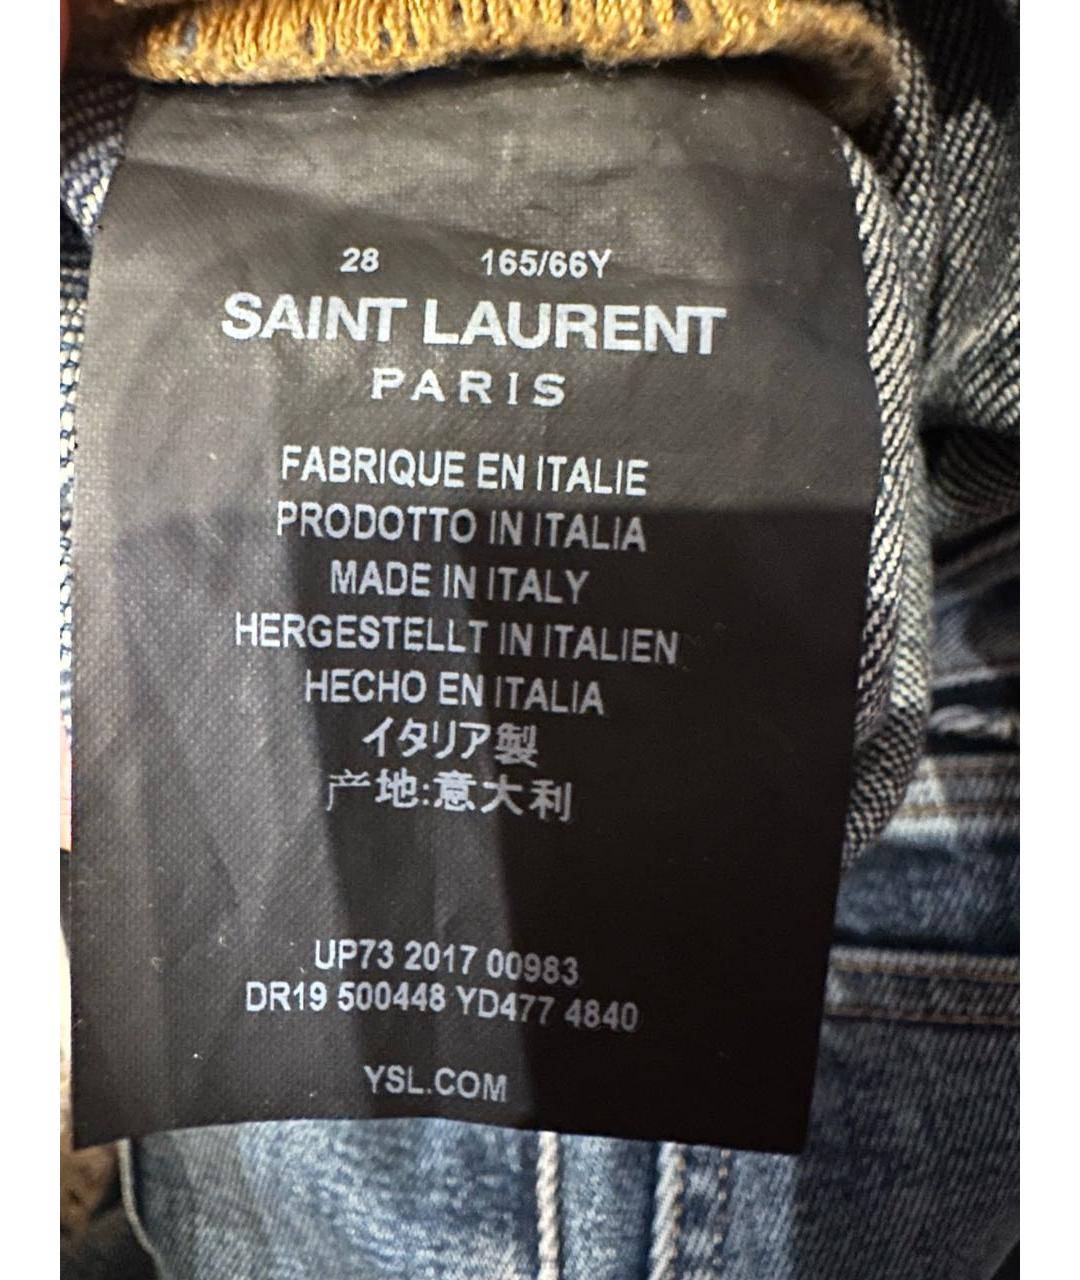 28 165/66Y
SAINT LAURENT
PARIS
FABRIQUE EN ITALIE
PRODOTTO IN ITALIA
MADE IN ITALY
HERGESTELLT IN ITALIEN
HECHO EN ITALIA
イタリア製
产地:意大利
UP73 2017 00983
DR19 500448 YD477 4840
YSL.COM